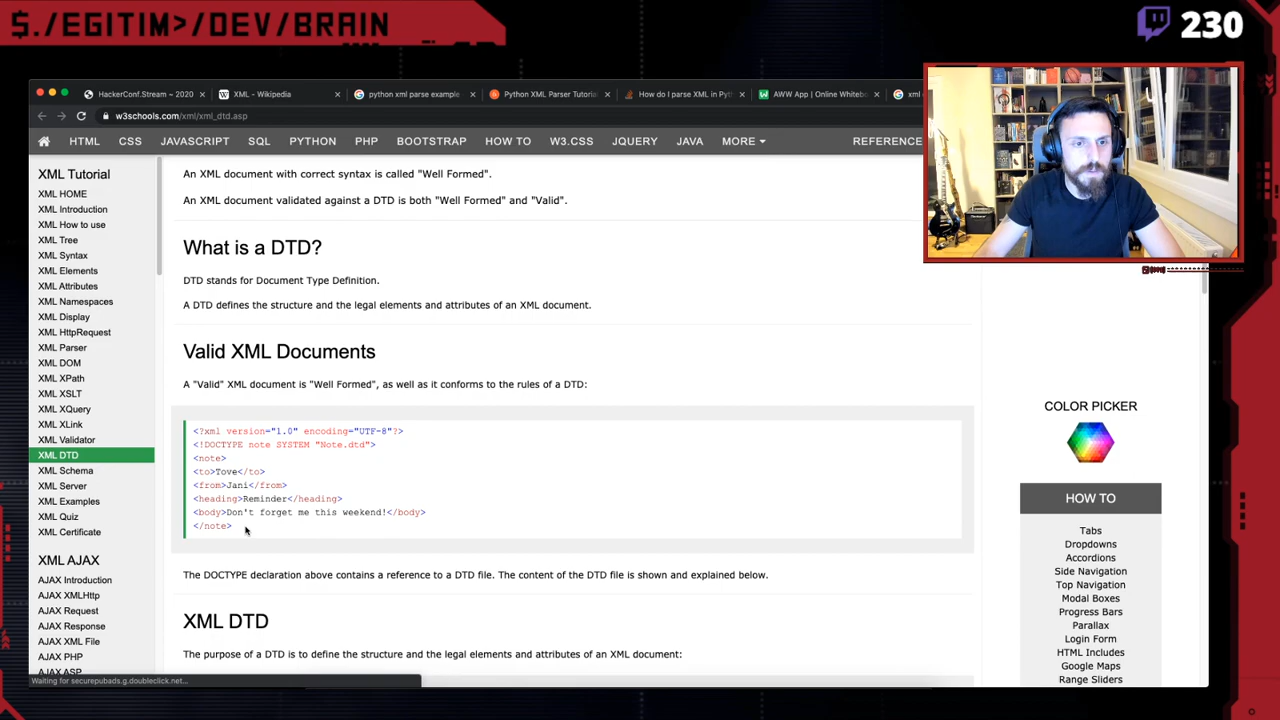 $./EGITIM>/DEV/BRAIN
230
HackerConf.Stream – 2020
XML - Wikipedia
python xml parse example
Python XML Parser Tutorial
How do I parse XML in Pyth
AWW App | Online Whitebo
xml
w3schools.com/xml/xml_dtd.asp
HTML CSS JAVASCRIPT SQL PYTHON PHP BOOTSTRAP HOW TO W3.CSS JQUERY JAVA MORE REFERENCE
XML Tutorial
XML HOME
XML Introduction
XML How to use
XML Tree
XML Syntax
XML Elements
XML Attributes
XML Namespaces
XML Display
XML HttpRequest
XML Parser
XML DOM
XML XPath
XML XSLT
XML XQuery
XML XLink
XML Validator
XML DTD
XML Schema
XML Server
XML Examples
XML Quiz
XML Certificate
XML AJAX
AJAX Introduction
AJAX XMLHttp
AJAX Request
AJAX Response
AJAX XML File
AJAX PHP
AJAX ASP
An XML document with correct syntax is called "Well Formed".
An XML document validated against a DTD is both "Well Formed" and "Valid".
What is a DTD?
DTD stands for Document Type Definition.
A DTD defines the structure and the legal elements and attributes of an XML document.
Valid XML Documents
A "Valid" XML document is "Well Formed", as well as it conforms to the rules of a DTD:
<?xml version="1.0" encoding="UTF-8"?>
<!DOCTYPE note SYSTEM "Note.dtd">
<note>
<to>Tove</to>
<from>Jani</from>
<heading>Reminder</heading>
<body>Don't forget me this weekend!</body>
</note>
The DOCTYPE declaration above contains a reference to a DTD file. The content of the DTD file is shown and explained below.
XML DTD
The purpose of a DTD is to define the structure and the legal elements and attributes of an XML document:
COLOR PICKER
HOW TO
Tabs
Dropdowns
Accordions
Side Navigation
Top Navigation
Modal Boxes
Progress Bars
Parallax
Login Form
HTML Includes
Google Maps
Range Sliders
Waiting for securepubads.g.doubleclick.net...